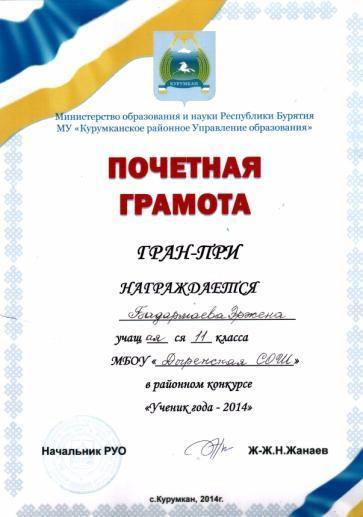 КУРУМКАН
Министерство образования и науки Республики Бурятия
МУ «Курумканское районное Управление образования»
ПОЧЕТНАЯ
ГРАМОТА
ГРАН-ПРИ
НАГРАЖДАЕТСЯ
Бадармаева Эржена
учащ ая ся 11 класса
МБОУ « Дыренская СОШ »
в районном конкурсе
«Ученик года - 2014»
Начальник РУО Ж-Ж.Н.Жанаев
с.Курумкан, 2014г.